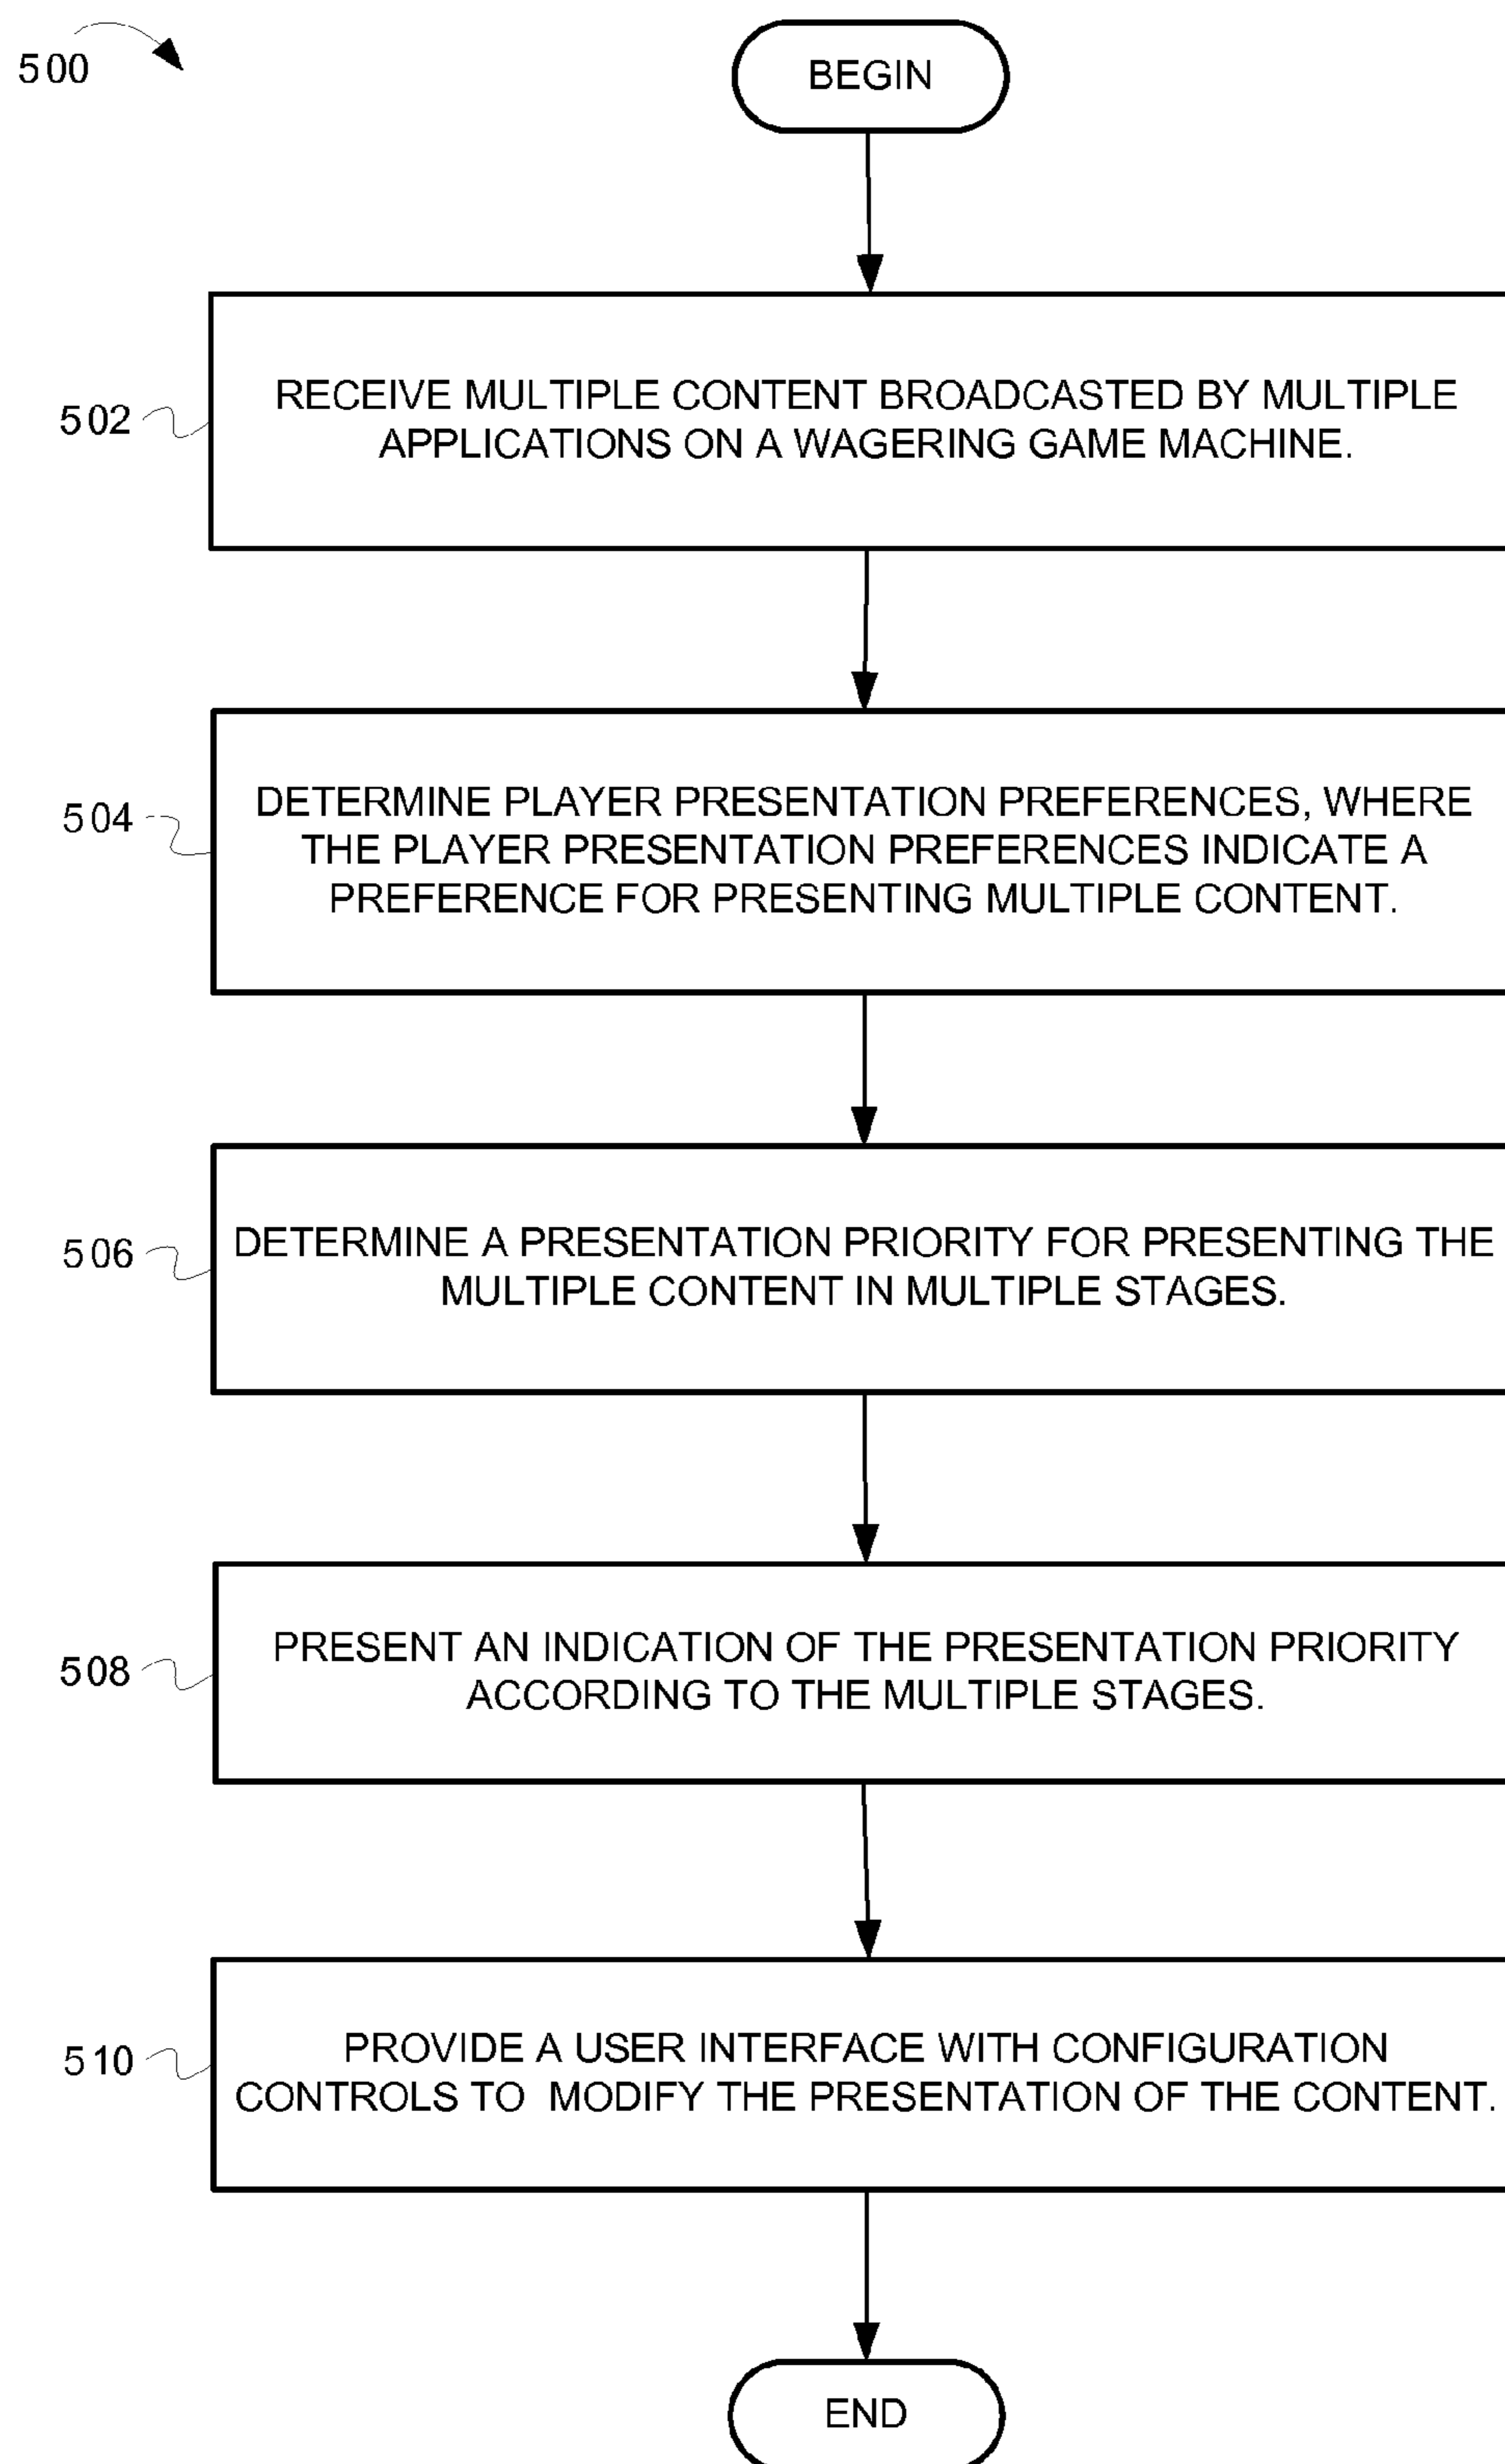 500
BEGIN
502
RECEIVE MULTIPLE CONTENT BROADCASTED BY MULTIPLE
APPLICATIONS ON A WAGERING GAME MACHINE.
504
DETERMINE PLAYER PRESENTATION PREFERENCES, WHERE
THE PLAYER PRESENTATION PREFERENCES INDICATE A
PREFERENCE FOR PRESENTING MULTIPLE CONTENT.
506
DETERMINE A PRESENTATION PRIORITY FOR PRESENTING THE
MULTIPLE CONTENT IN MULTIPLE STAGES.
508
PRESENT AN INDICATION OF THE PRESENTATION PRIORITY
ACCORDING TO THE MULTIPLE STAGES.
510
PROVIDE A USER INTERFACE WITH CONFIGURATION
CONTROLS TO MODIFY THE PRESENTATION OF THE CONTENT.
END